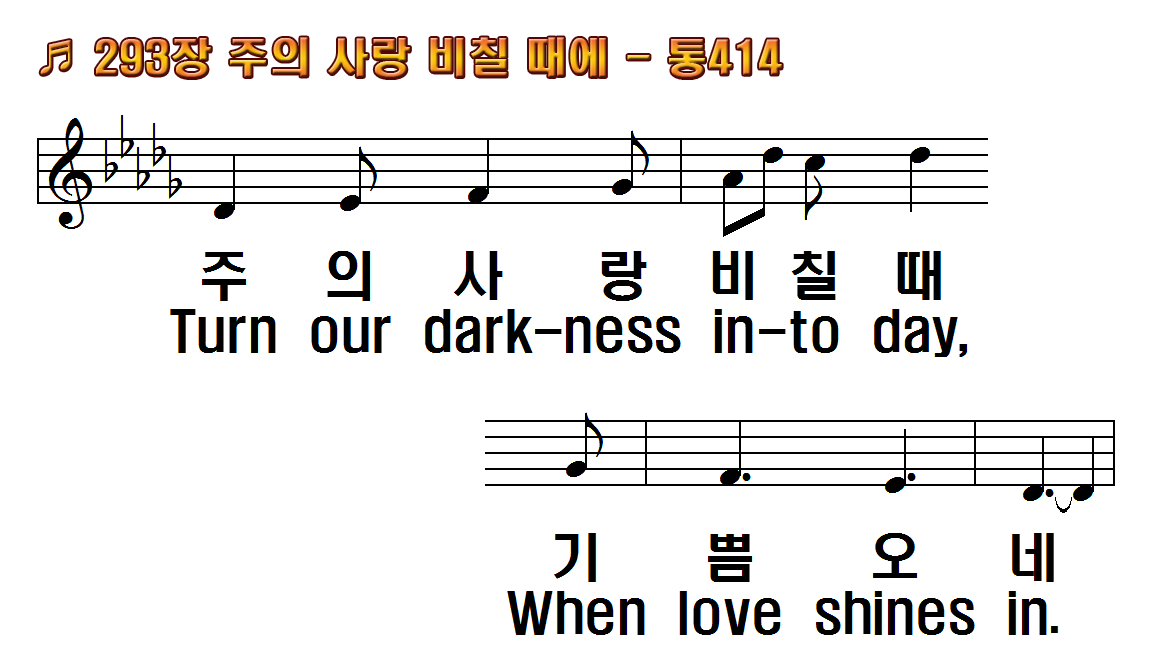 ♬ 293장 주의 사랑 비칠 때에 - 통414
주 의 사 랑 비 칠 때
Turn our dark-ness in-to day,
기 쁨 오 네
When love shines in.